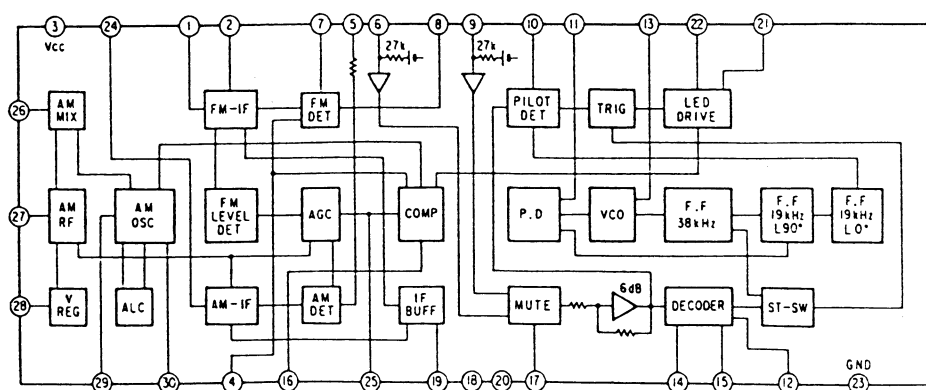 3 24 1 2 7 5 6 8 9 10 11 13 22 21
Vcc
27k
27k
26
AM
MIX
FM-IF
FM
DET
PILOT
DET
TRIG
LED
DRIVE
27
AM
RF
AM
OSC
FM
LEVEL
DET
AGC
COMP
P.D
VCO
F.F
38kHz
F.F
19kHz
L90°
F.F
19kHz
L0°
28
V
REG
ALC
AM-IF
AM
DET
IF
BUFF
MUTE
6dB
DECODER
ST-SW
GND
29 30 4 16 25 19 18 20 17 14 15 12 23